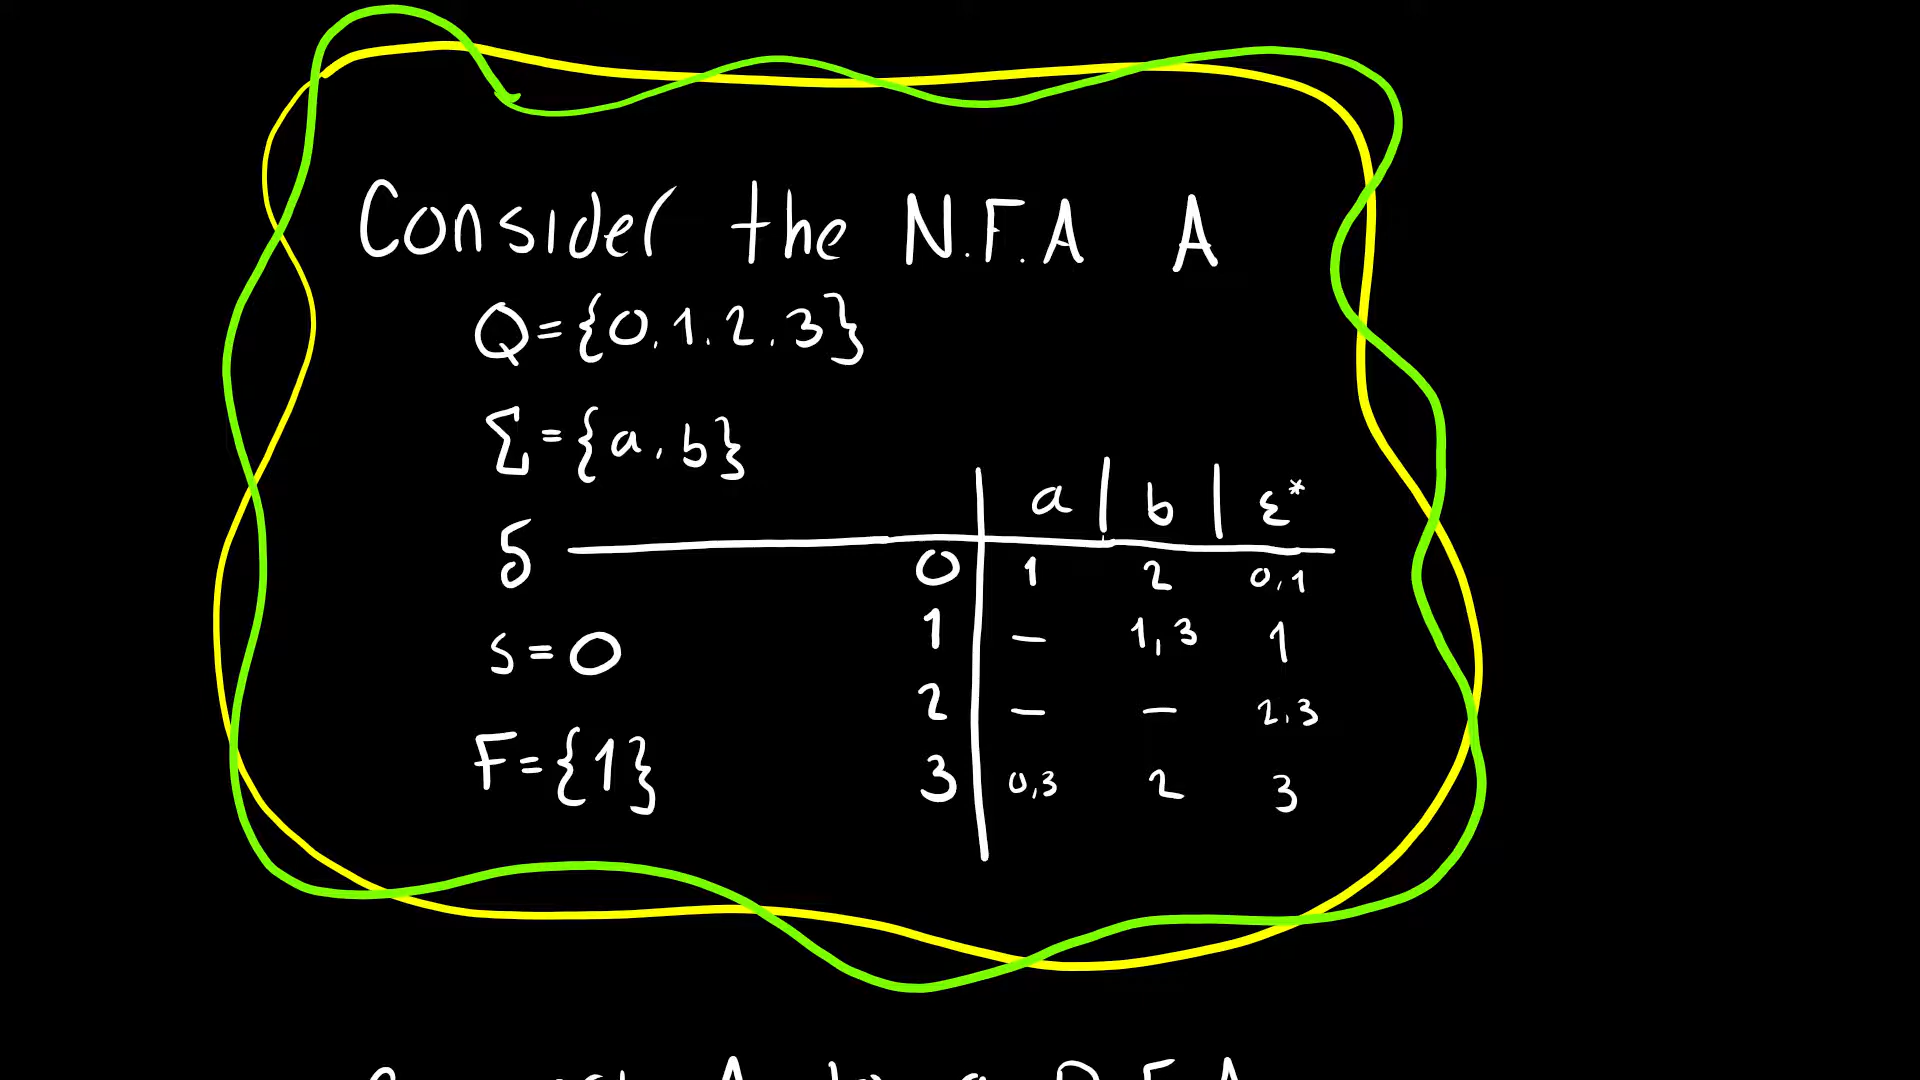 Consider the N.F.A A
Q={0,1,2,3}
Σ={a,b}
a | b | ε*
δ
0 1 2 0,1
1 – 1,3 1
s=0
2 – – 2,3
F={1}
3 0,3 2 3
A to a D.F.A